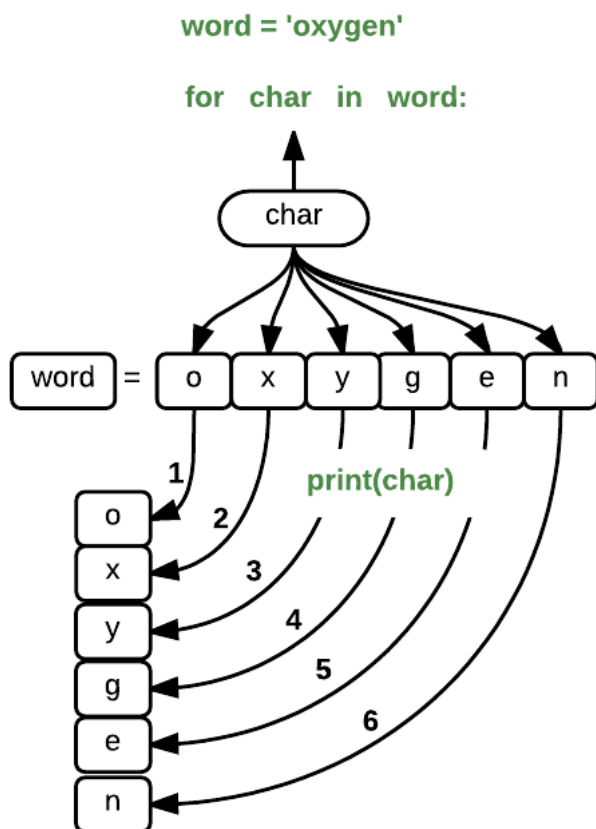 word = 'oxygen'
for char in word:
char
word = o x y g e n
print(char)
1
o
2
x
3
y
4
g
5
e
6
n